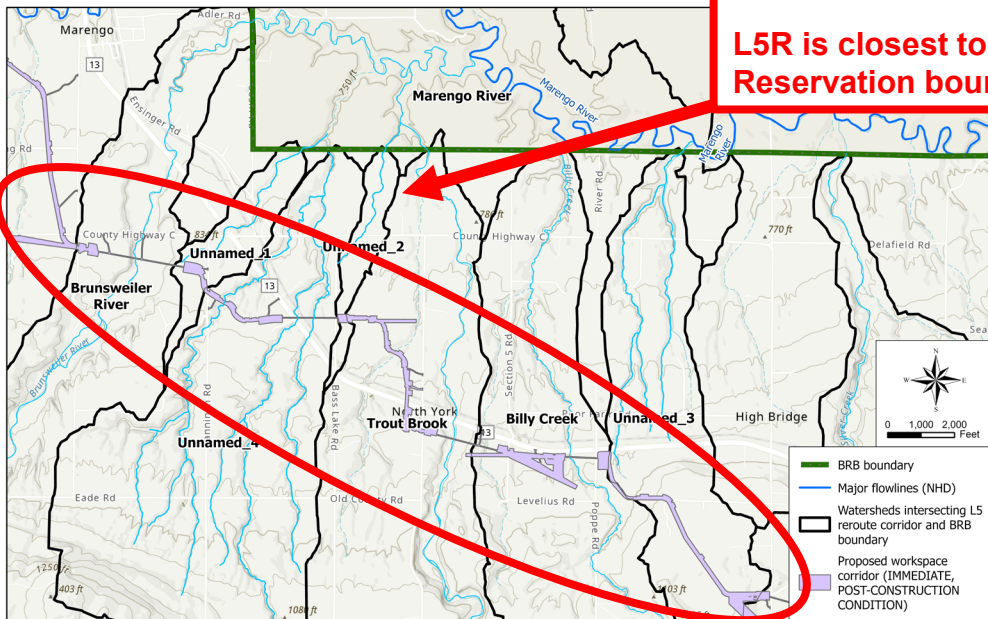 L5R is closest to
Reservation boun
Adler Rd
Marengo
13
750 ft
Marengo River
Marengo River
Ensinger Rd
Marengo
River
ng Rd
Billy Creek
River Rd
780 ft
County Highway C
834 ft
Unnamed_1
Unnamed_2
County Highway C
770 ft
Delafield Rd
Brunsweiler
River
13
Sea
Section 5 Rd
Brunsweiler River
N
W
E
S
0 1,000 2,000
Feet
Bass Lake Rd
North York
Trout Brook
Billy Creek
Unnamed_3
High Bridge
13
Unnamed_4
Eade Rd
Old County Rd
Levelius Rd
Poppe Rd
BRB boundary
Major flowlines (NHD)
Watersheds intersecting L5
reroute corridor and BRB
boundary
Proposed workspace
corridor (IMMEDIATE,
POST-CONSTRUCTION
CONDITION)
1250 ft
403 ft
1080 ft
1103 ft